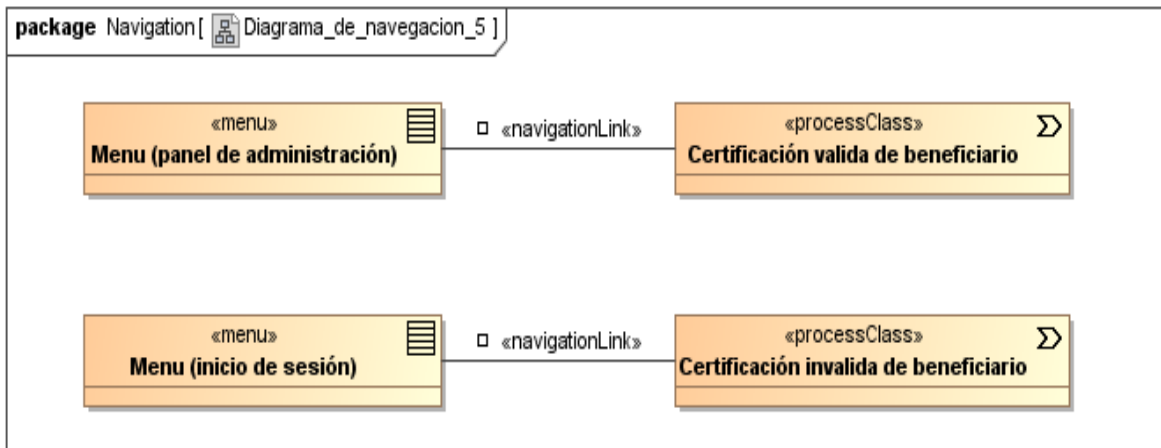 package Navigation[ Diagrama_de_navegacion_5 ]
«menu»
Menu (panel de administración)
«navigationLink»
«processClass»
Certificación valida de beneficiario
«menu»
Menu (inicio de sesión)
«navigationLink»
«processClass»
Certificación invalida de beneficiario